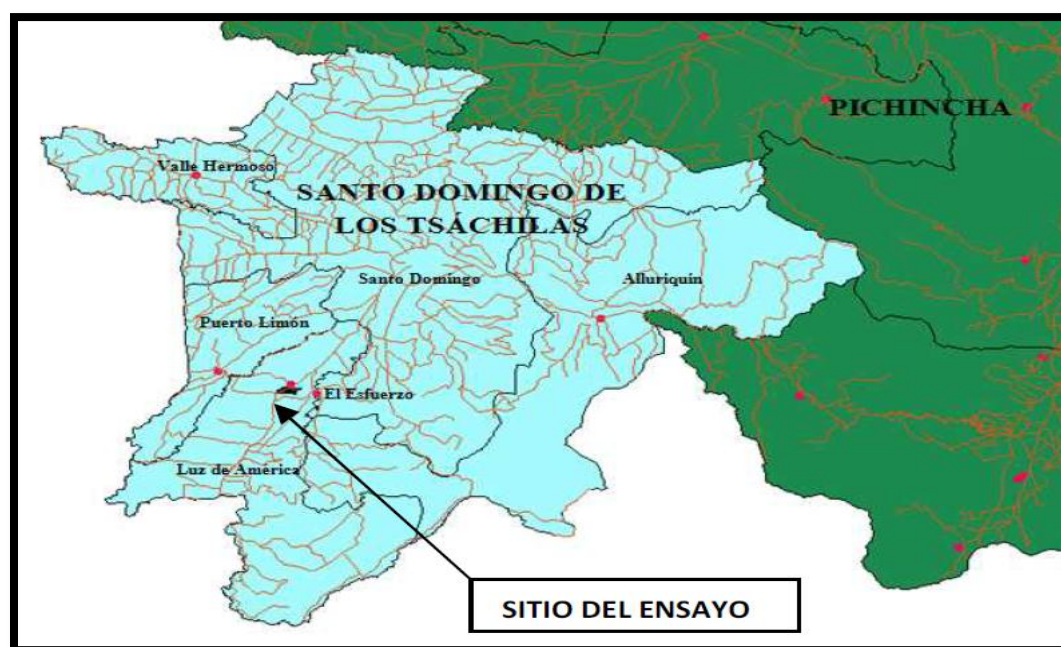 PICHINCHA
Valle Hermoso
SANTO DOMINGO DE
LOS TSÁCHILAS
Santo Domingo
Alluriquín
Puerto Limón
El Esfuerzo
Luz de América
SITIO DEL ENSAYO